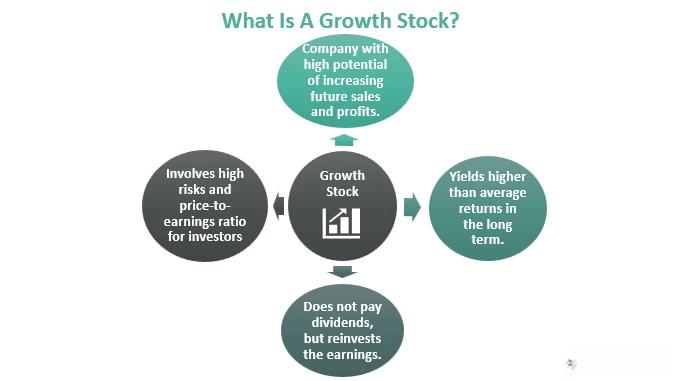 What Is A Growth Stock?
Company with
high potential
of increasing
future sales
and profits.
Involves high
risks and
price-to-
earnings ratio
for investors
Growth
Stock
Yields higher
than average
returns in
the long
term.
Does not pay
dividends,
but reinvests
the earnings.